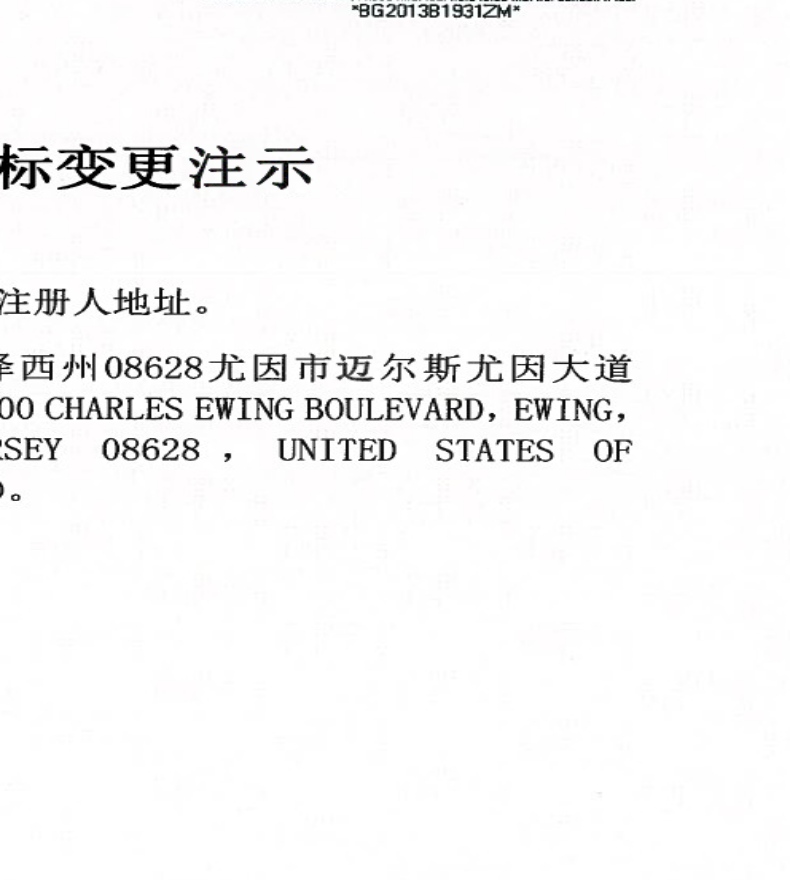 *BG2013B1931ZM*
标变更注示
注册人地址。
泽西州08628尤因市迈尔斯尤因大道
00 CHARLES EWING BOULEVARD, EWING,
RSEY 08628 , UNITED STATES OF
)。